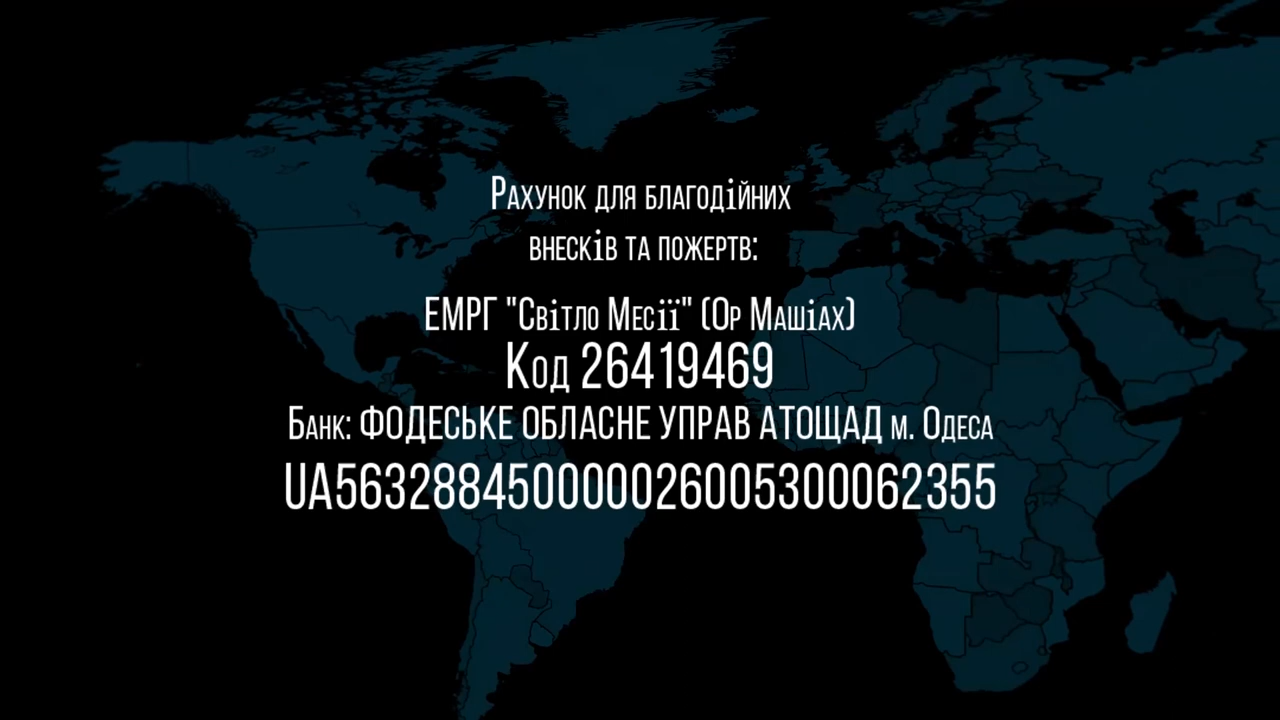 Рахунок для благодійних
внесків та пожертв:
ЕМРГ "Світло Месії" (Ор Машіах)
Код 26419469
Банк: ФОДЕСЬКЕ ОБЛАСНЕ УПРАВ АТОЩАД м. Одеса
UA563288450000026005300062355